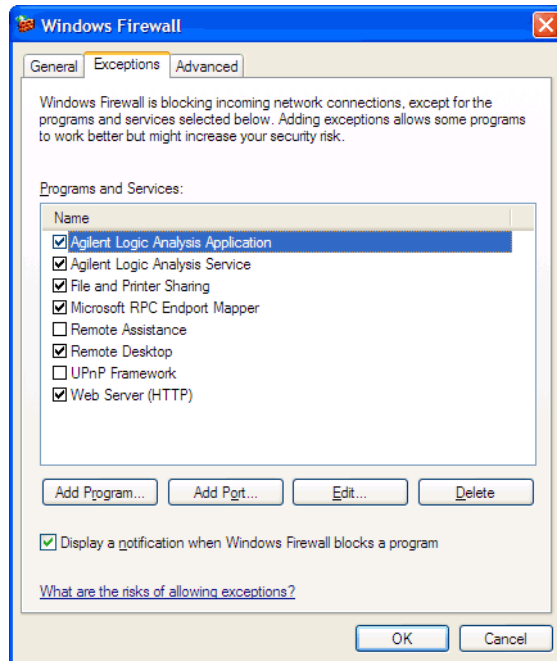 Windows Firewall
General
Exceptions
Advanced
Windows Firewall is blocking incoming network connections, except for the
programs and services selected below. Adding exceptions allows some programs
to work better but might increase your security risk.
Programs and Services:
Name
Agilent Logic Analysis Application
Agilent Logic Analysis Service
File and Printer Sharing
Microsoft RPC Endport Mapper
Remote Assistance
Remote Desktop
UPnP Framework
Web Server (HTTP)
Add Program...
Add Port...
Edit...
Delete
Display a notification when Windows Firewall blocks a program
What are the risks of allowing exceptions?
OK
Cancel